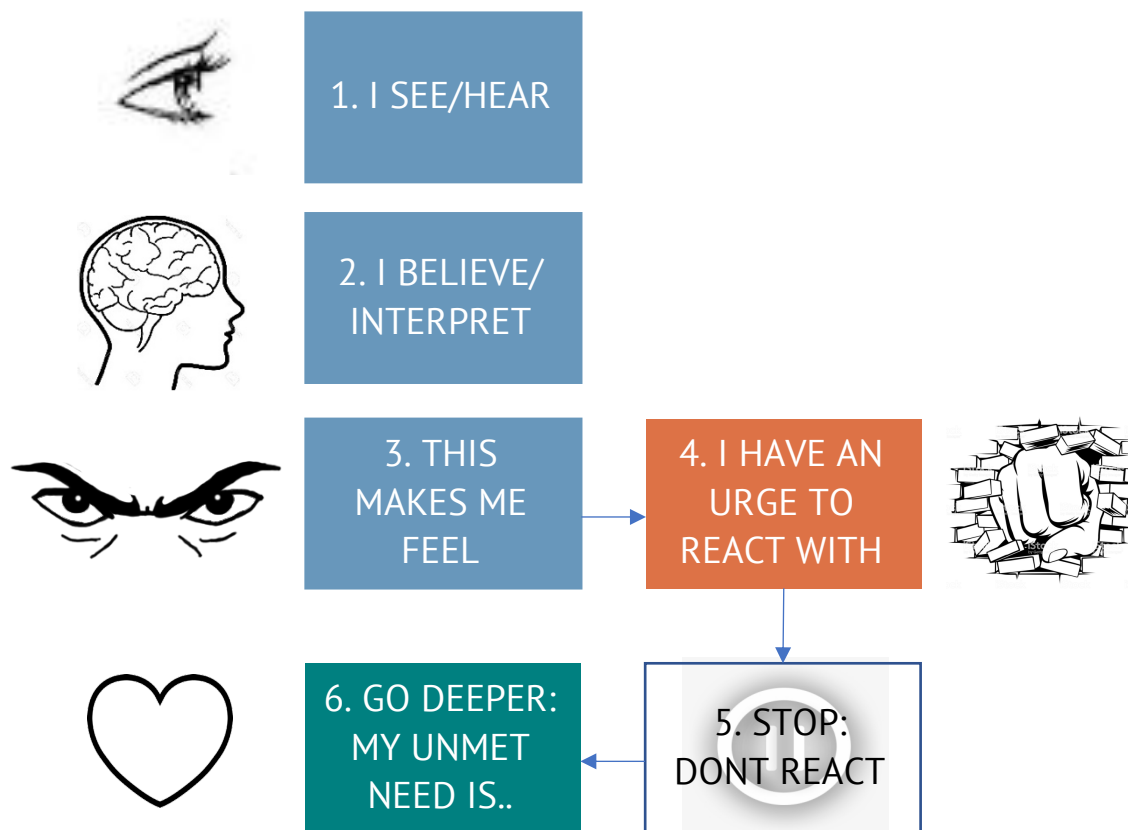 1. I SEE/HEAR
2. I BELIEVE/
INTERPRET
3. THIS
MAKES ME
FEEL
4. I HAVE AN
URGE TO
REACT WITH
5. STOP:
DONT REACT
6. GO DEEPER:
MY UNMET
NEED IS..